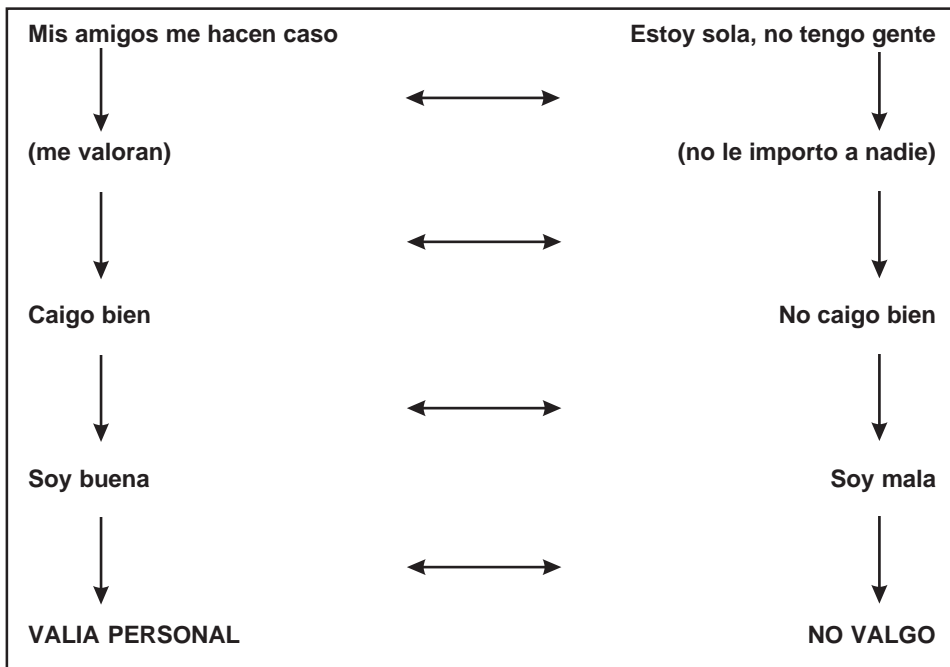 Mis amigos me hacen caso
Estoy sola, no tengo gente
(me valoran)
(no le importo a nadie)
Caigo bien
No caigo bien
Soy buena
Soy mala
VALIA PERSONAL
NO VALGO